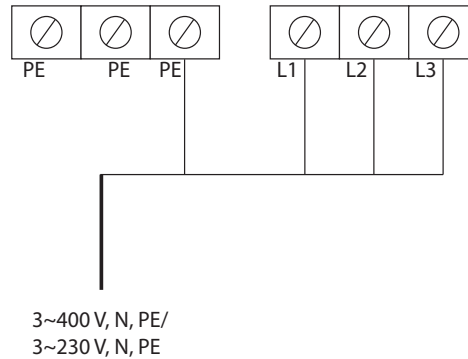 PE PE PE L1 L2 L3
3~400 V, N, PE/
3~230 V, N, PE